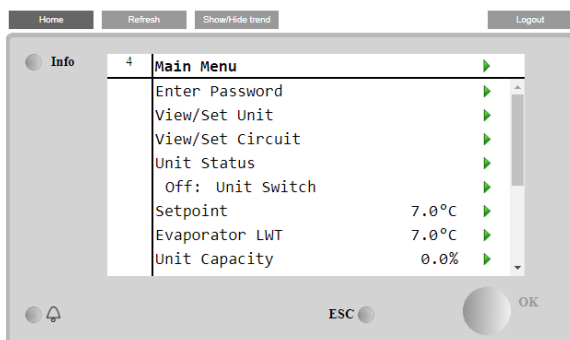 Home Refresh Show/Hide trend Logout
Info
4 Main Menu
Enter Password
View/Set Unit
View/Set Circuit
Unit Status
Off: Unit Switch
Setpoint 7.0°C
Evaporator LWT 7.0°C
Unit Capacity 0.0%
ESC OK